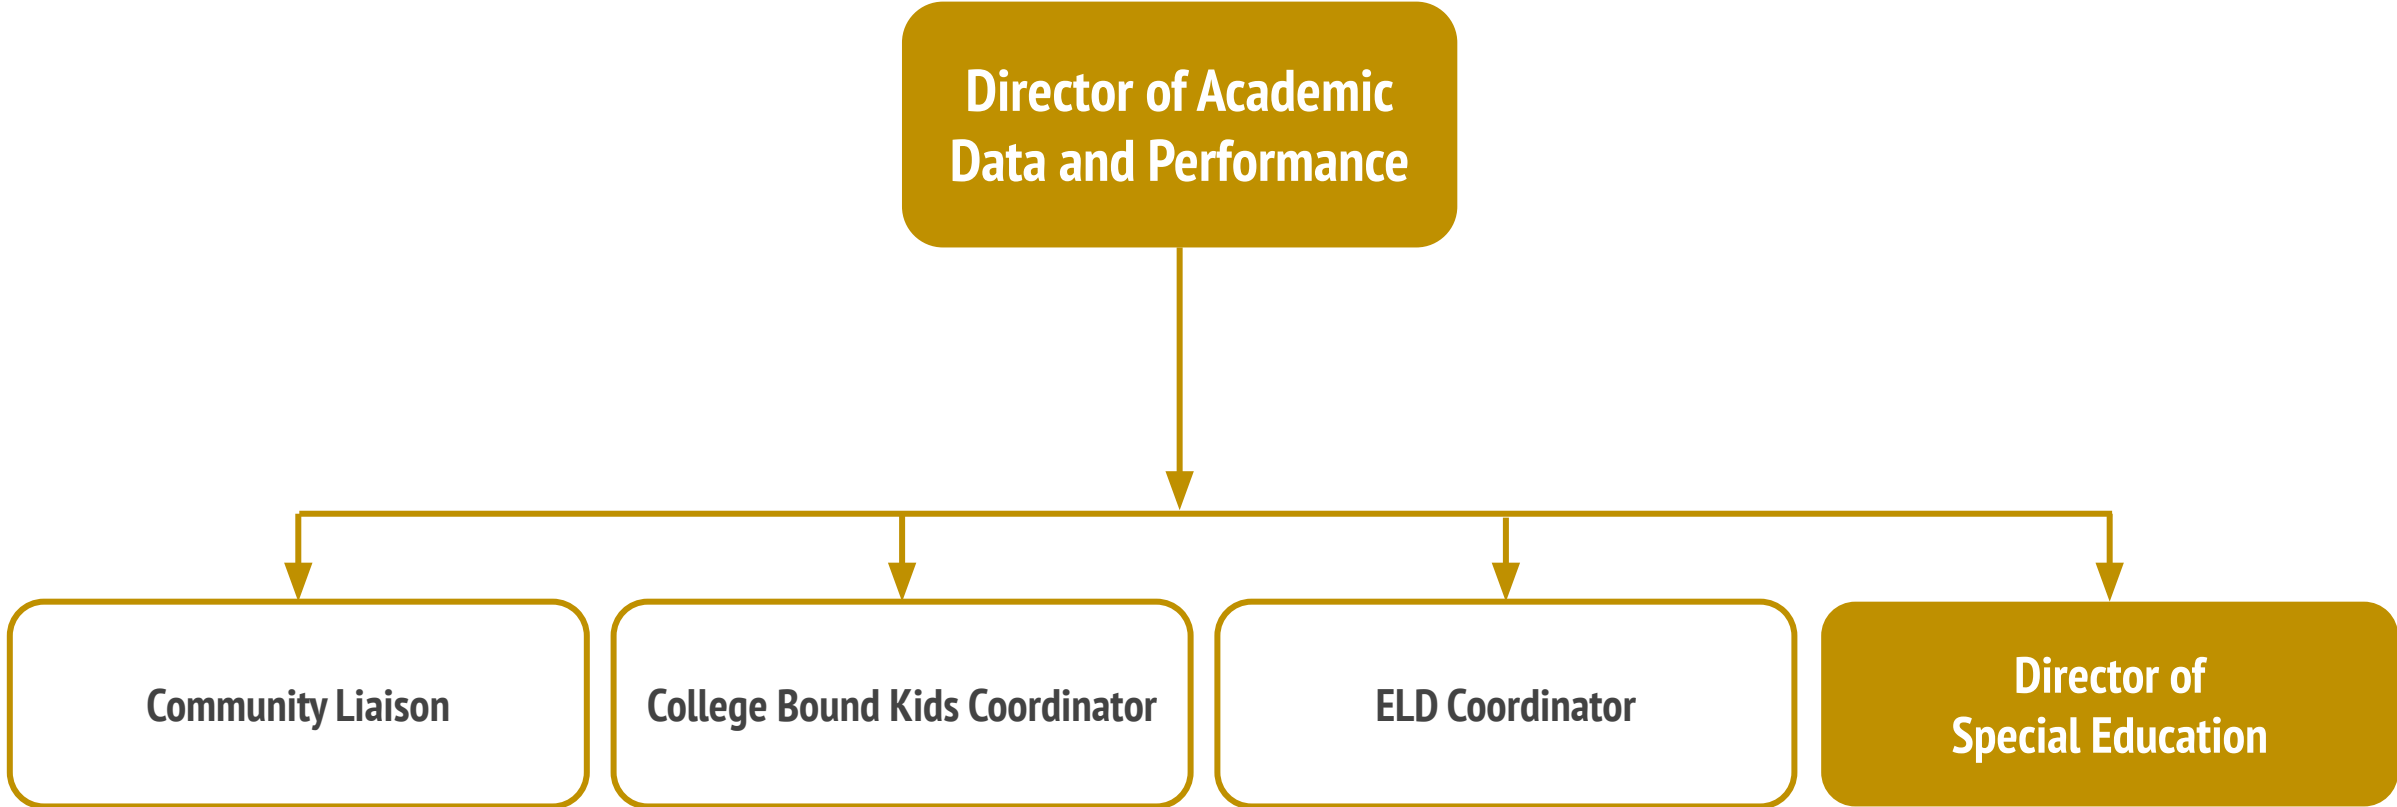 Director of Academic
Data and Performance
Community Liaison
College Bound Kids Coordinator
ELD Coordinator
Director of
Special Education